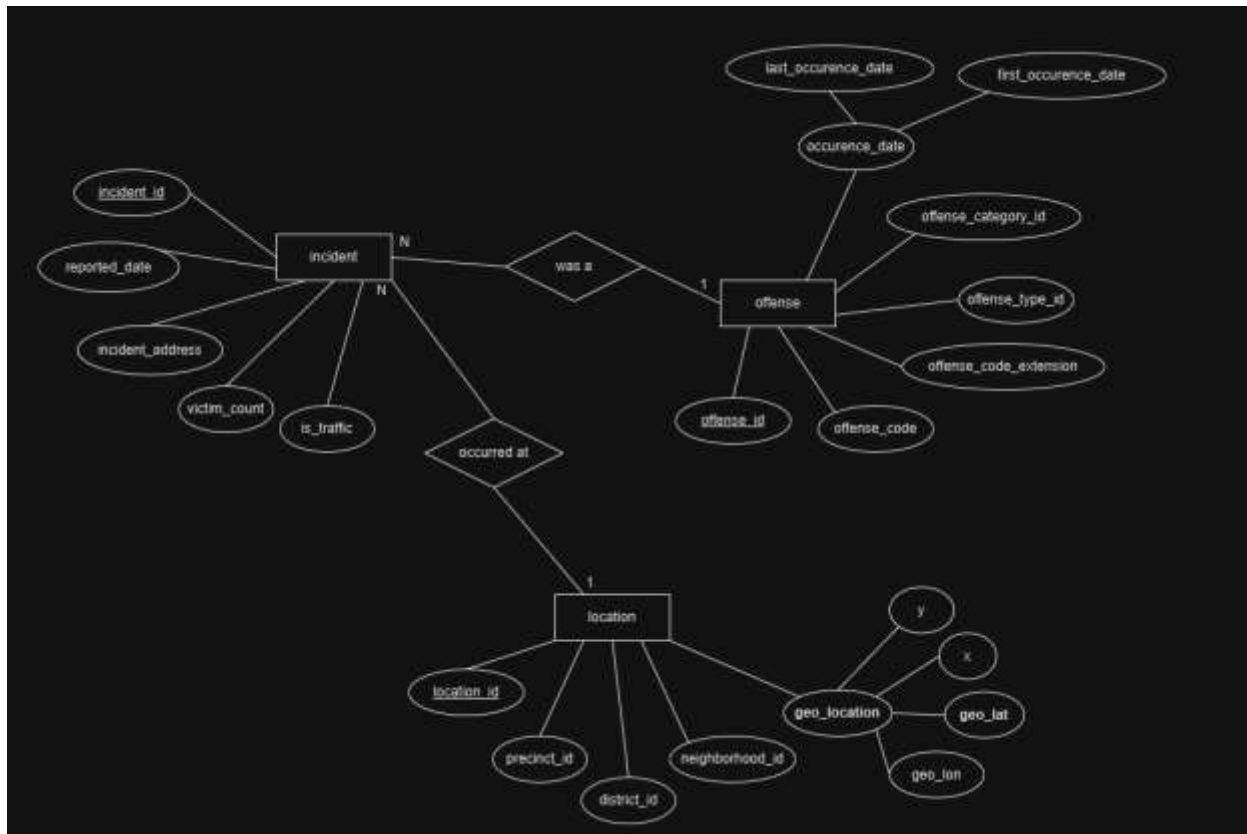 last_occurence_date
first_occurence_date
occurence_date
incident_id
offense_category_id
N
incident
was a
reported_date
1
offense
offense_type_id
N
incident_address
offense_code_extension
victim_count
is_traffic
offense_id
offense_code
occurred at
1
location
y
x
location_id
geo_location
geo_lat
precinct_id
neighborhood_id
geo_lon
district_id